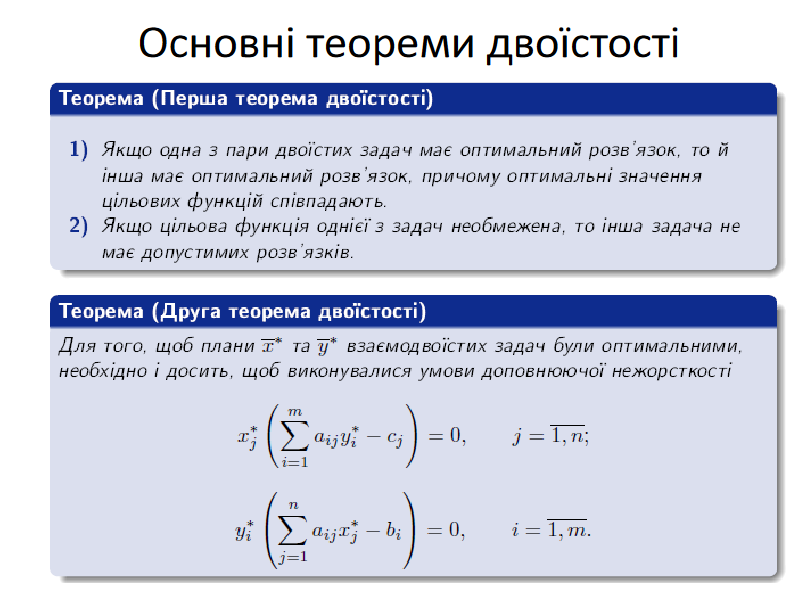 Основні теореми двоїстості
Теорема (Перша теорема двоїстості)
1) Якщо одна з пари двоїстих задач має оптимальний розв'язок, то й
інша має оптимальний розв'язок, причому оптимальні значення
цільових функцій співпадають.
2) Якщо цільова функція однієї з задач необмежена, то інша задача не
має допустимих розв'язків.
Теорема (Друга теорема двоїстості)
Для того, щоб плани x̅* та y̅* взаємодвоїстих задач були оптимальними,
необхідно і досить, щоб виконувалися умови доповнюючої нежорсткості
x_j^* \left( \sum_{i=1}^{m} a_{ij} y_i^* - c_j \right) = 0, j = \overline{1, n};
y_i^* \left( \sum_{j=1}^{n} a_{ij} x_j^* - b_i \right) = 0, i = \overline{1, m}.